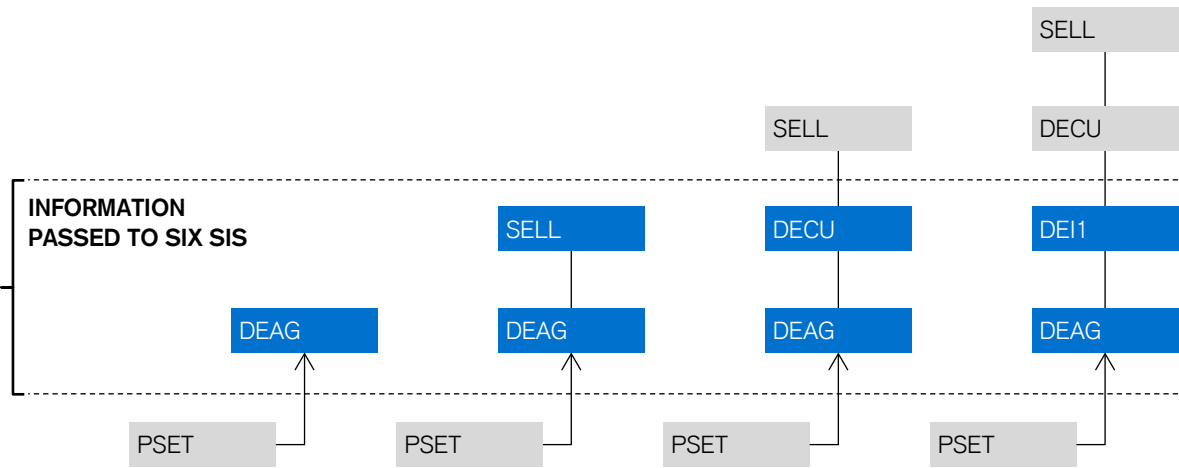 SELL
SELL DECU
INFORMATION
PASSED TO SIX SIS
SELL DECU DEI1
DEAG DEAG DEAG DEAG
PSET PSET PSET PSET